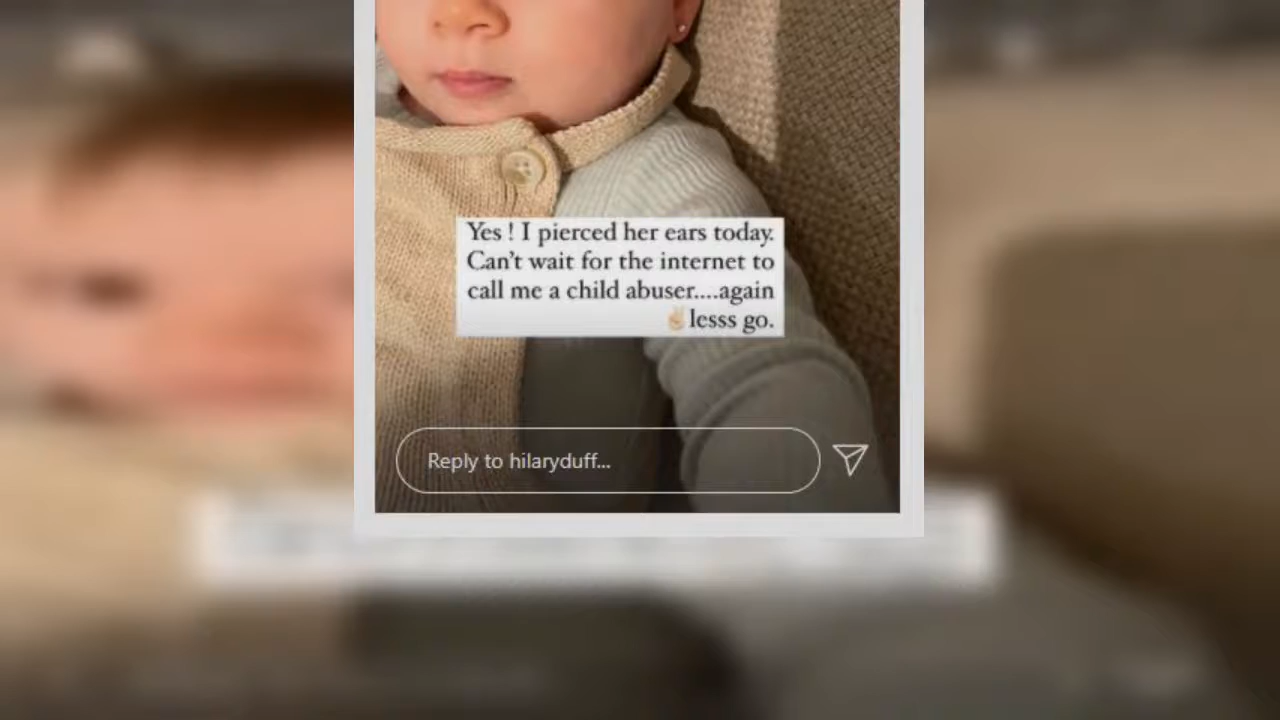 Yes ! I pierced her ears today.
Can't wait for the internet to
call me a child abuser....again
✌🏼lesss go.
Reply to hilaryduff...